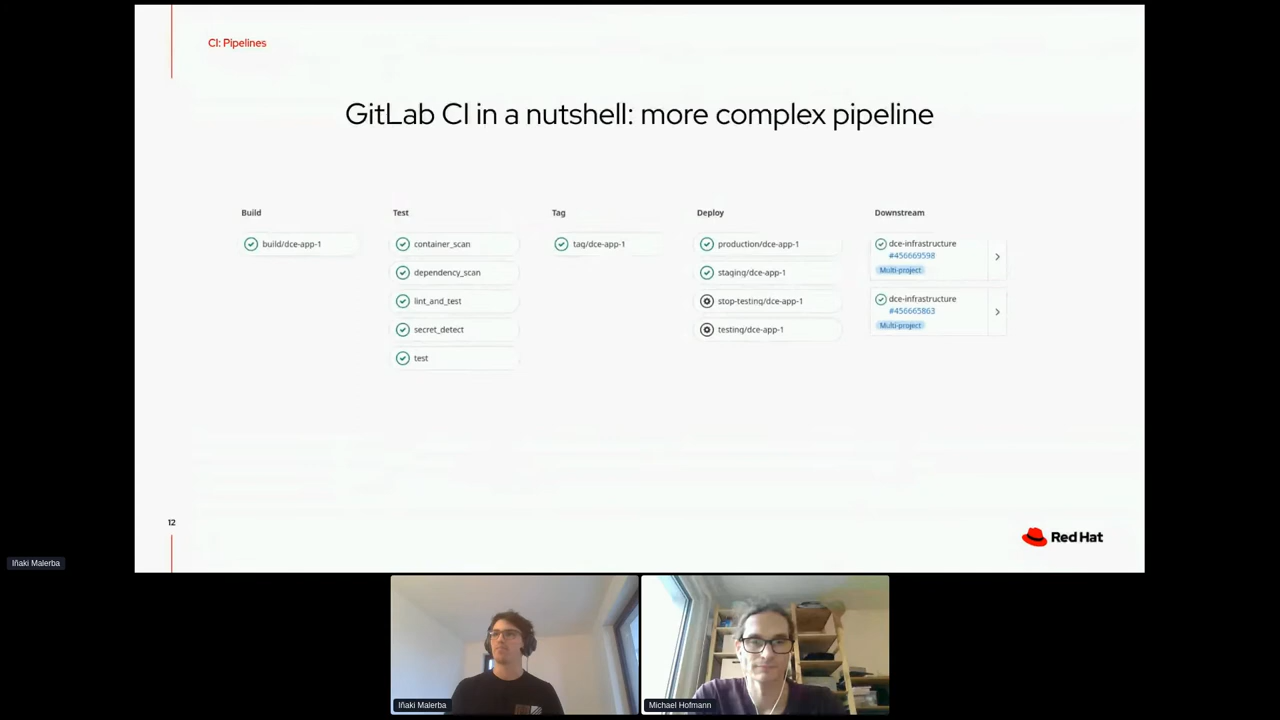 CI: Pipelines
GitLab CI in a nutshell: more complex pipeline
Build
build/dce-app-1
Test
container_scan
dependency_scan
lint_and_test
secret_detect
test
Tag
tag/dce-app-1
Deploy
production/dce-app-1
staging/dce-app-1
stop-testing/dce-app-1
testing/dce-app-1
Downstream
dce-infrastructure
#456669598
Multi-project
dce-infrastructure
#456665863
Multi-project
12
Red Hat
Iñaki Malerba
Iñaki Malerba
Michael Hofmann